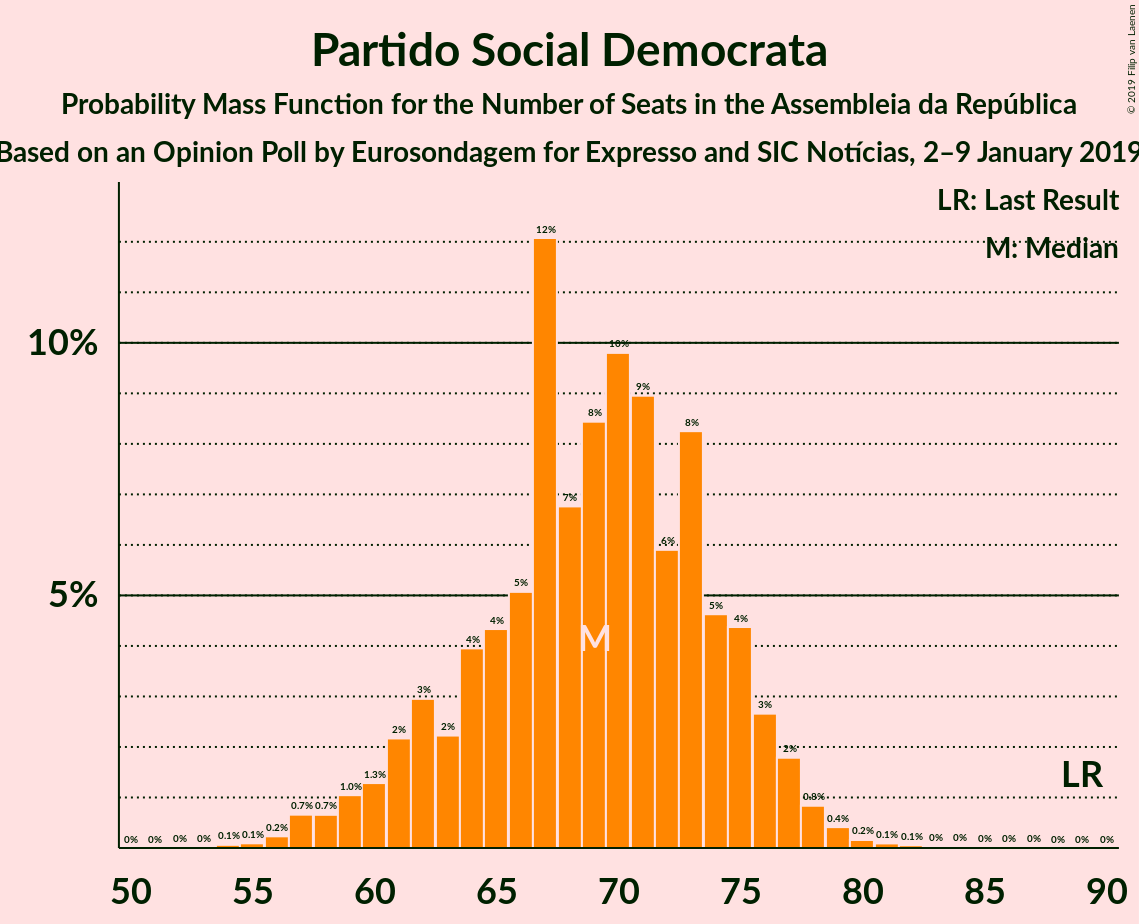 Partido Social Democrata
Probability Mass Function for the Number of Seats in the Assembleia da República
Based on an Opinion Poll by Eurosondagem for Expresso and SIC Notícias, 2–9 January 2019
© 2019 Filip van Laenen
LR: Last Result
M: Median
12%
10%
10%
9%
8%
8%
7%
6%
5%
5%
5%
M
4%
4%
4%
3%
3%
2%
2%
2%
LR
1.3%
1.0%
0.7%
0.7%
0.8%
0.4%
0% 0% 0% 0% 0.1% 0.1% 0.2%
0.2% 0.1% 0.1% 0% 0% 0% 0% 0% 0% 0% 0%
50 55 60 65 70 75 80 85 90